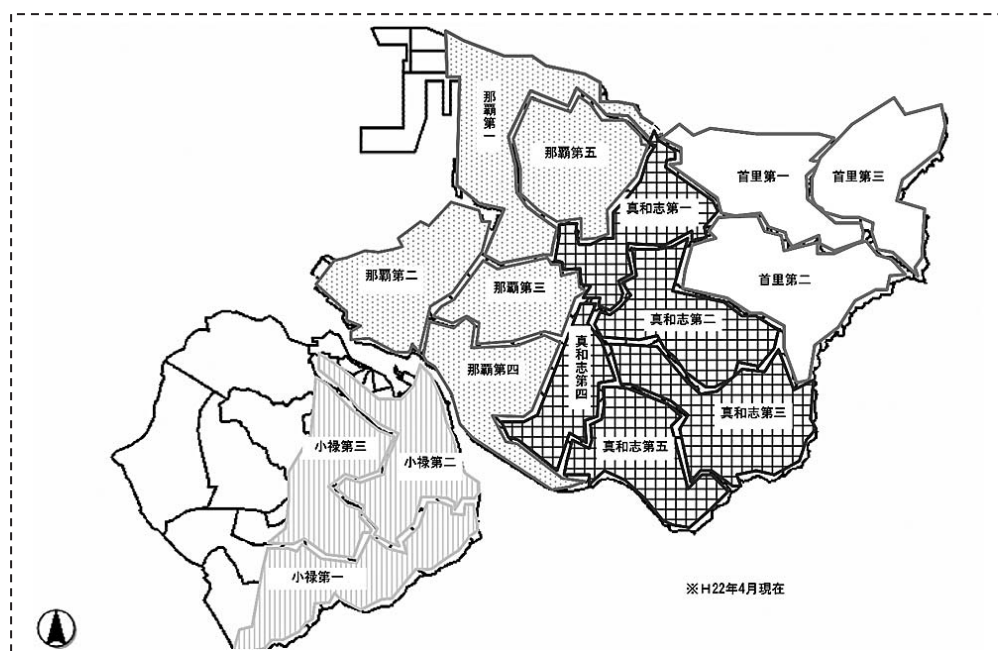 那覇第一
那覇第五
首里第一
首里第三
真和志第一
那覇第二
那覇第三
首里第二
真和志第二
真和志第四
那覇第四
真和志第三
真和志第五
小禄第三
小禄第二
小禄第一
※H22年4月現在